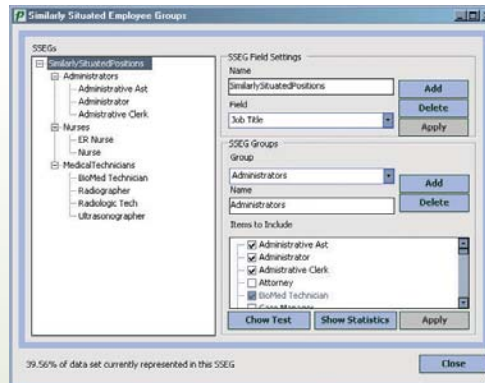 Similarly Situated Employee Groups
SSEGs
SimilarlySituatedPositions
Administrators
Administrative Ast
Administrator
Admistrative Clerk
Nurses
ER Nurse
Nurse
MedicalTechnicians
BioMed Technician
Radiographer
Radiologic Tech
Ultrasonographer
SSEG Field Settings
Name
SimilarlySituatedPositions
Add
Field
Delete
Job Title
Apply
SSEG Groups
Group
Administrators
Add
Name
Administrators
Delete
Items to Include
Administrative Ast
Administrator
Admistrative Clerk
Attorney
BioMed Technician
Chow Test
Show Statistics
Apply
39.56% of data set currently represented in this SSEG
Close